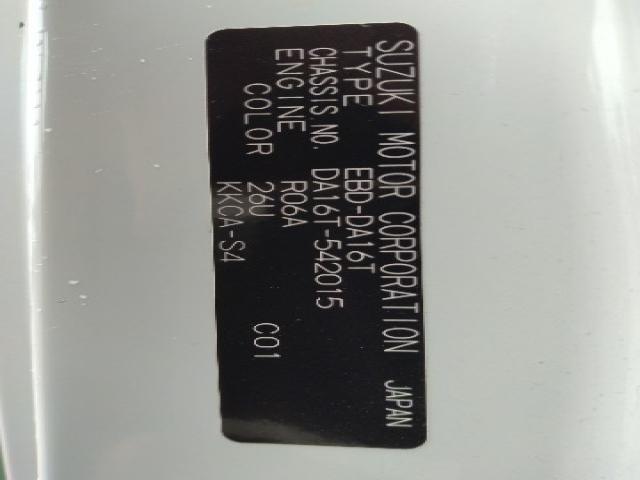 SUZUKI MOTOR CORPORATION JAPAN
TYPE EBD-DA16T
CHASSIS NO. DA16T-542015
ENGINE R06A
COLOR 26U C01
KKCA-S4